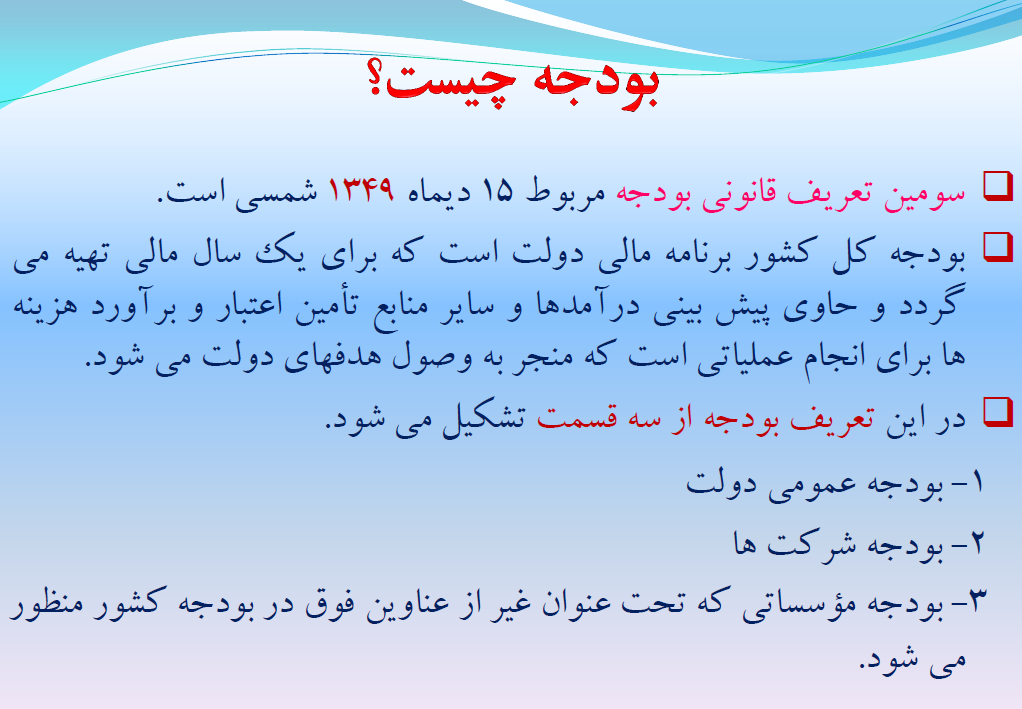 بودجه چیست؟
سومین تعریف قانونی بودجه مربوط ۱۵ دیماه ۱۳۴۹ شمسی است.
بودجه کل کشور برنامه مالی دولت است که برای یک سال مالی تهیه می
گردد و حاوی پیش بینی درآمدها و سایر منابع تأمین اعتبار و برآورد هزینه
ها برای انجام عملیاتی است که منجر به وصول هدفهای دولت می شود.
در این تعریف بودجه از سه قسمت تشکیل می شود.
۱- بودجه عمومی دولت
۲- بودجه شرکت ها
۳- بودجه مؤسساتی که تحت عنوان غیر از عناوین فوق در بودجه کشور منظور
می شود.